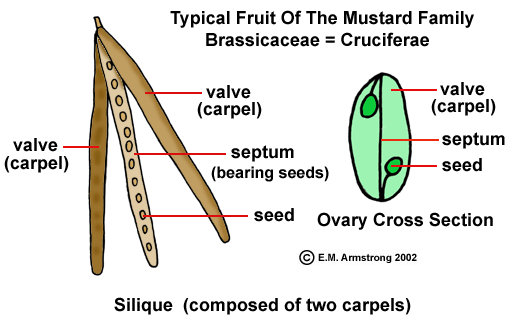 Typical Fruit Of The Mustard Family
Brassicaceae = Cruciferae
valve
(carpel)
valve
(carpel)
septum
(bearing seeds)
seed
valve
(carpel)
septum
seed
Ovary Cross Section
© E.M. Armstrong 2002
Silique (composed of two carpels)